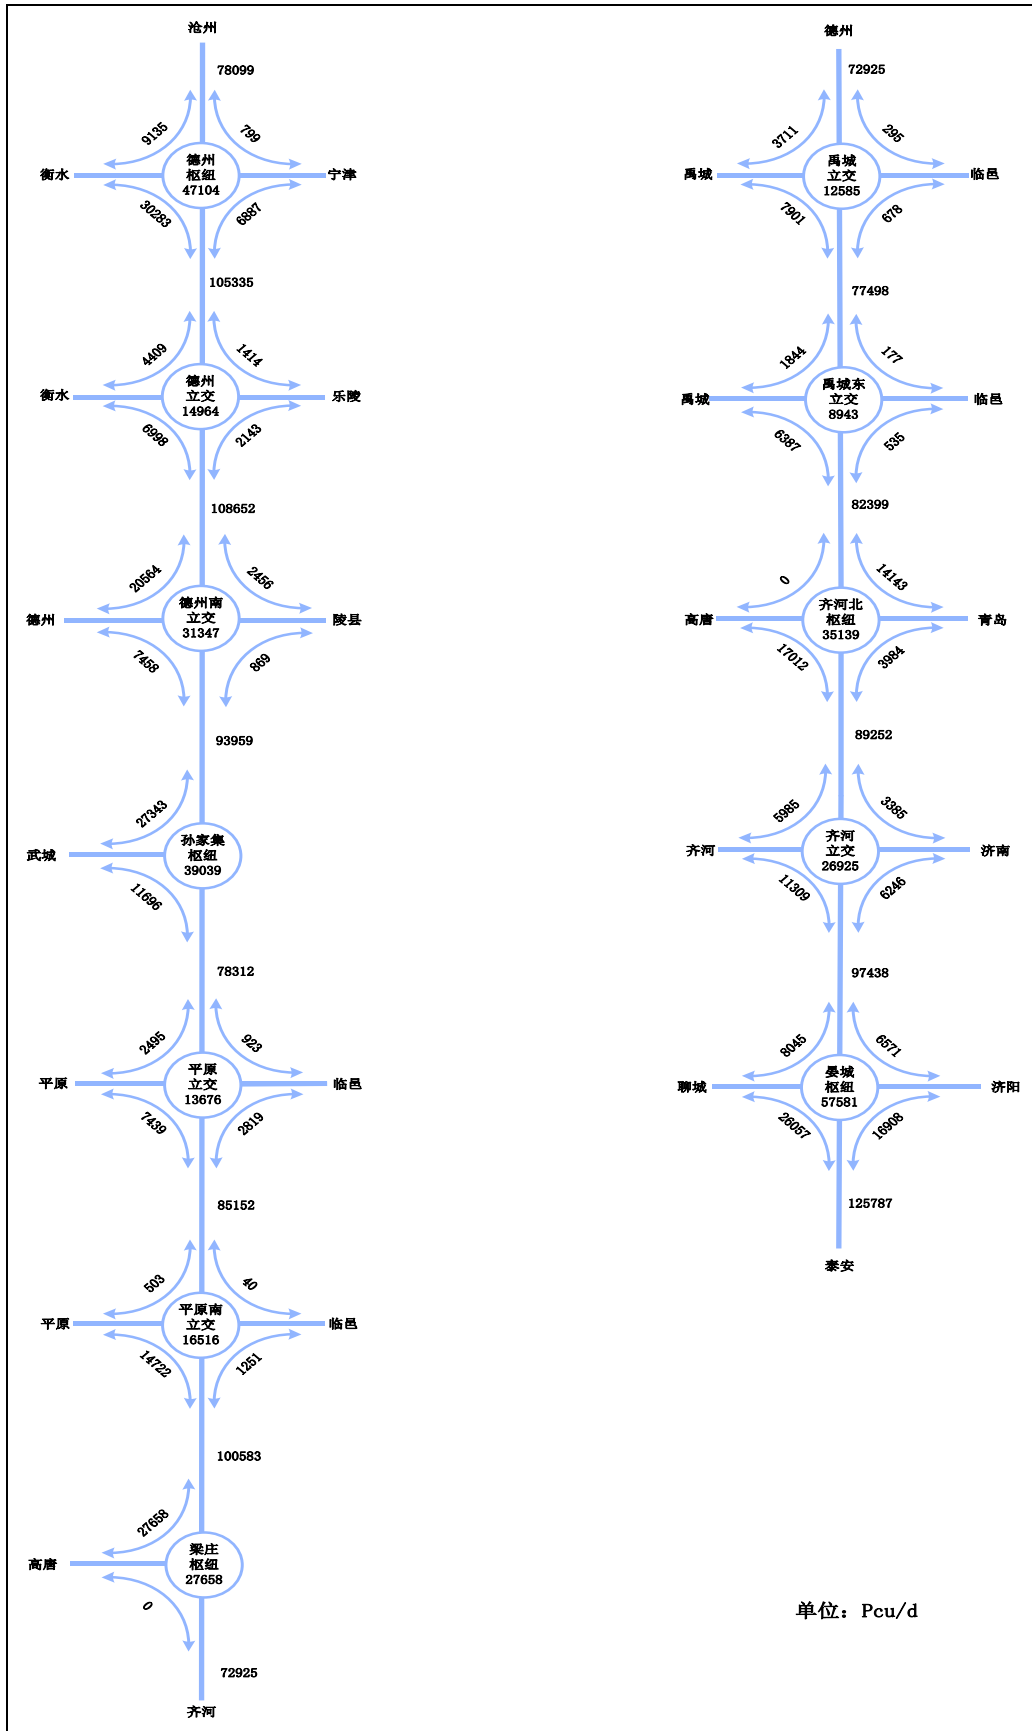 沧州
78099
9135
799
衡水
德州
枢纽
47104
宁津
30283
6887
105335
4409
1414
衡水
德州
立交
14964
乐陵
6998
2143
108652
20564
2456
德州
德州南
立交
31347
陵县
7458
869
93959
27343
武城
孙家集
枢纽
39039
11696
78312
2495
923
平原
平原
立交
13676
临邑
7439
2819
85152
503
40
平原
平原南
立交
16516
临邑
14722
1251
100583
27658
高唐
梁庄
枢纽
27658
0
72925
齐河
德州
72925
3711
295
禹城
禹城
立交
12585
临邑
7901
678
77498
1844
177
禹城
禹城东
立交
8943
临邑
6387
535
82399
0
14143
高唐
齐河北
枢纽
35139
青岛
17012
3984
89252
5985
3385
齐河
齐河
立交
26925
济南
11309
6246
97438
8045
6571
聊城
晏城
枢纽
57581
济阳
26057
16908
125787
泰安
单位：Pcu/d